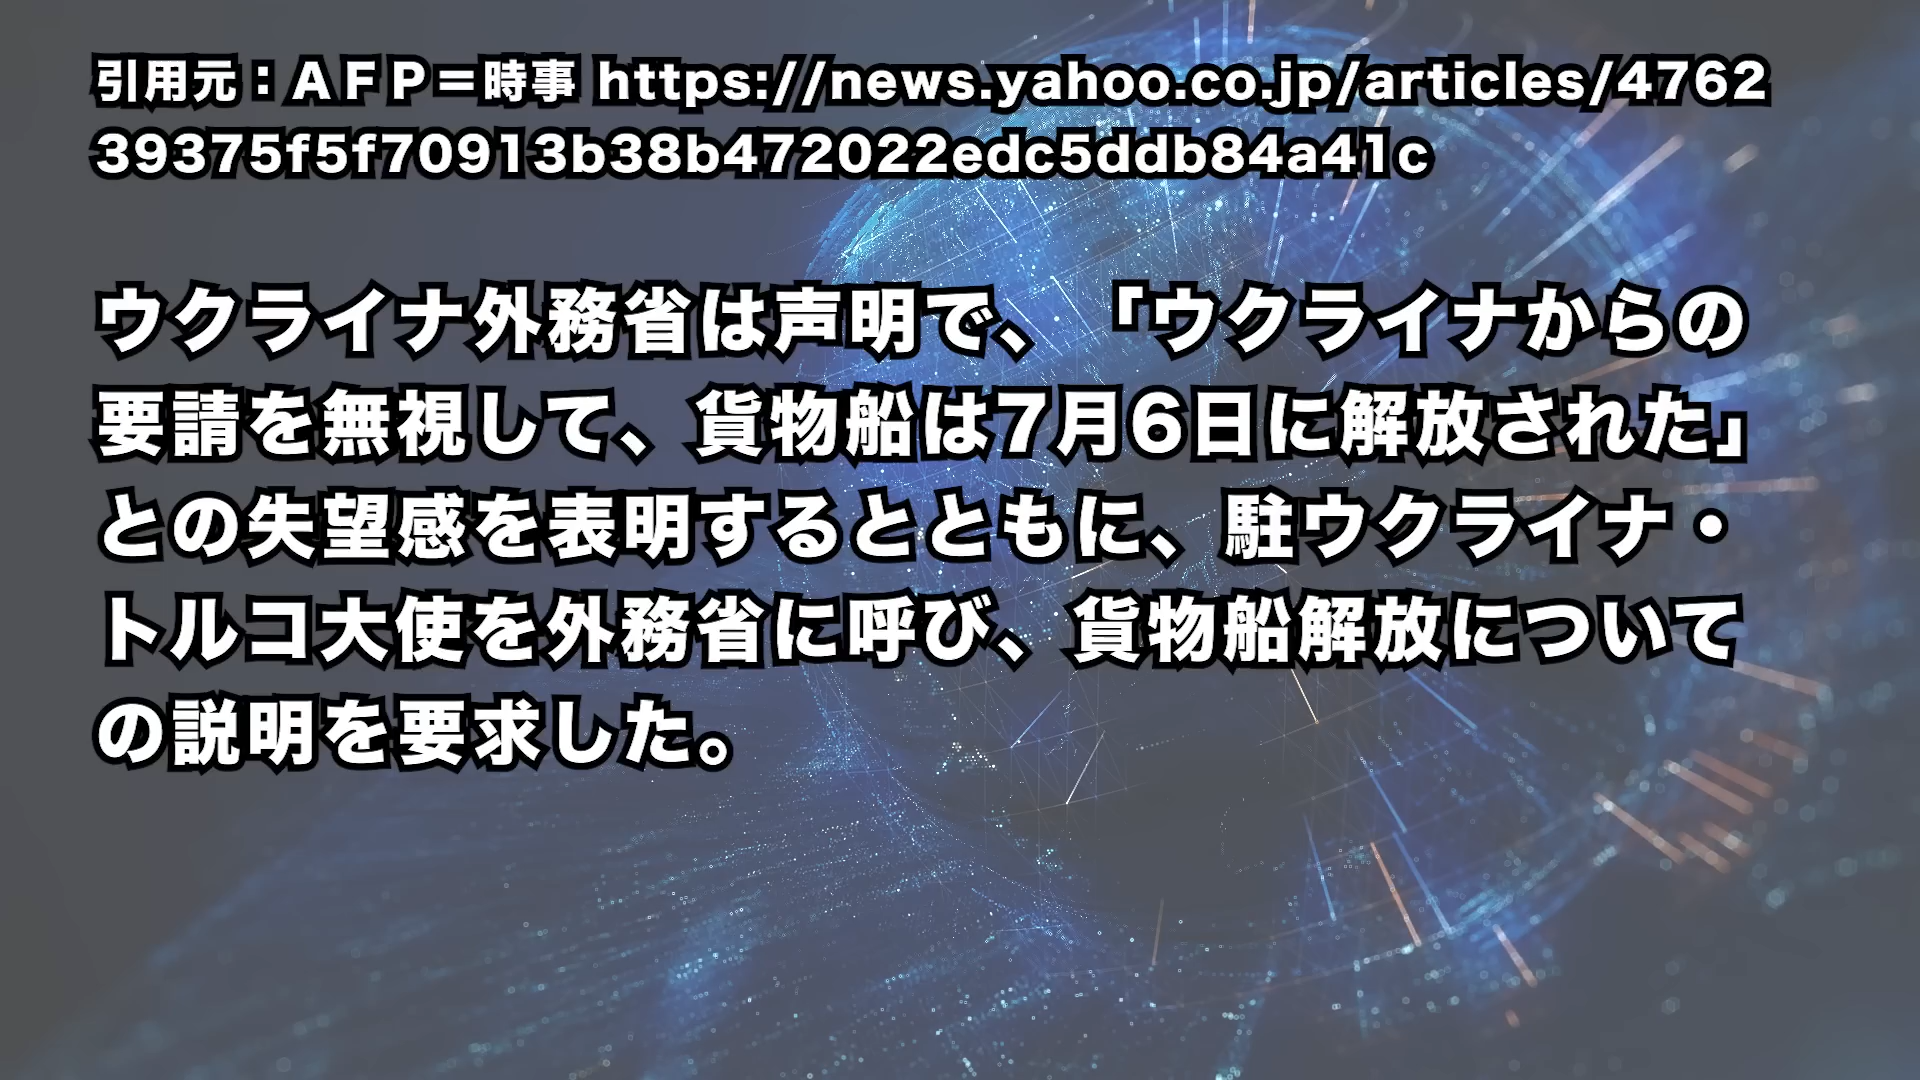 引用元：ＡＦＰ＝時事 https://news.yahoo.co.jp/articles/4762
39375f5f70913b38b472022edc5ddb84a41c
ウクライナ外務省は声明で、「ウクライナからの
要請を無視して、貨物船は7月6日に解放された」
との失望感を表明するとともに、駐ウクライナ・
トルコ大使を外務省に呼び、貨物船解放について
の説明を要求した。